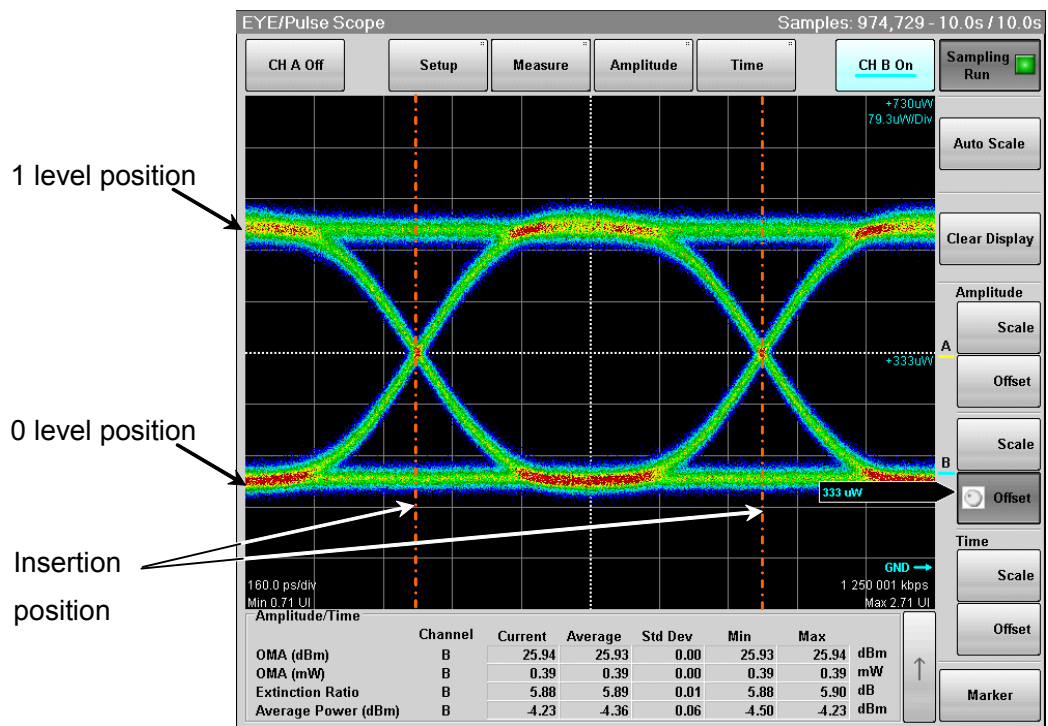 EYE/Pulse Scope Samples: 974,729 - 10.0s / 10.0s
CH A Off Setup Measure Amplitude Time CH B On Sampling Run
+730uW
79.3uW/Div
Auto Scale
1 level position
Clear Display
Amplitude
Scale
A
+333uW
Offset
0 level position
Scale
B
333 uW
Offset
Time
Insertion
position
GND
Scale
160.0 ps/div 1 250 001 kbps
Min 0.71 UI Max 2.71 UI
Offset
Amplitude/Time
Channel Current Average Std Dev Min Max
OMA (dBm) B 25.94 25.93 0.00 25.93 25.94 dBm
OMA (mW) B 0.39 0.39 0.00 0.39 0.39 mW
Extinction Ratio B 5.88 5.89 0.01 5.88 5.90 dB
Average Power (dBm) B -4.23 -4.36 0.06 -4.50 -4.23 dBm
Marker